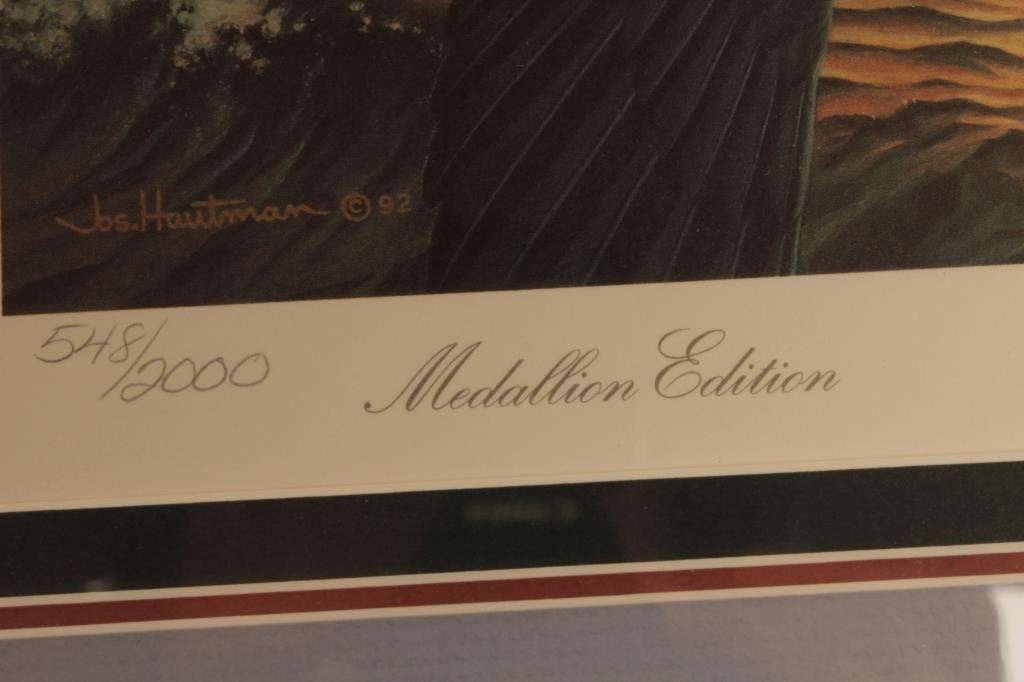 Jos. Hautman © 92
548/2000
Medallion Edition